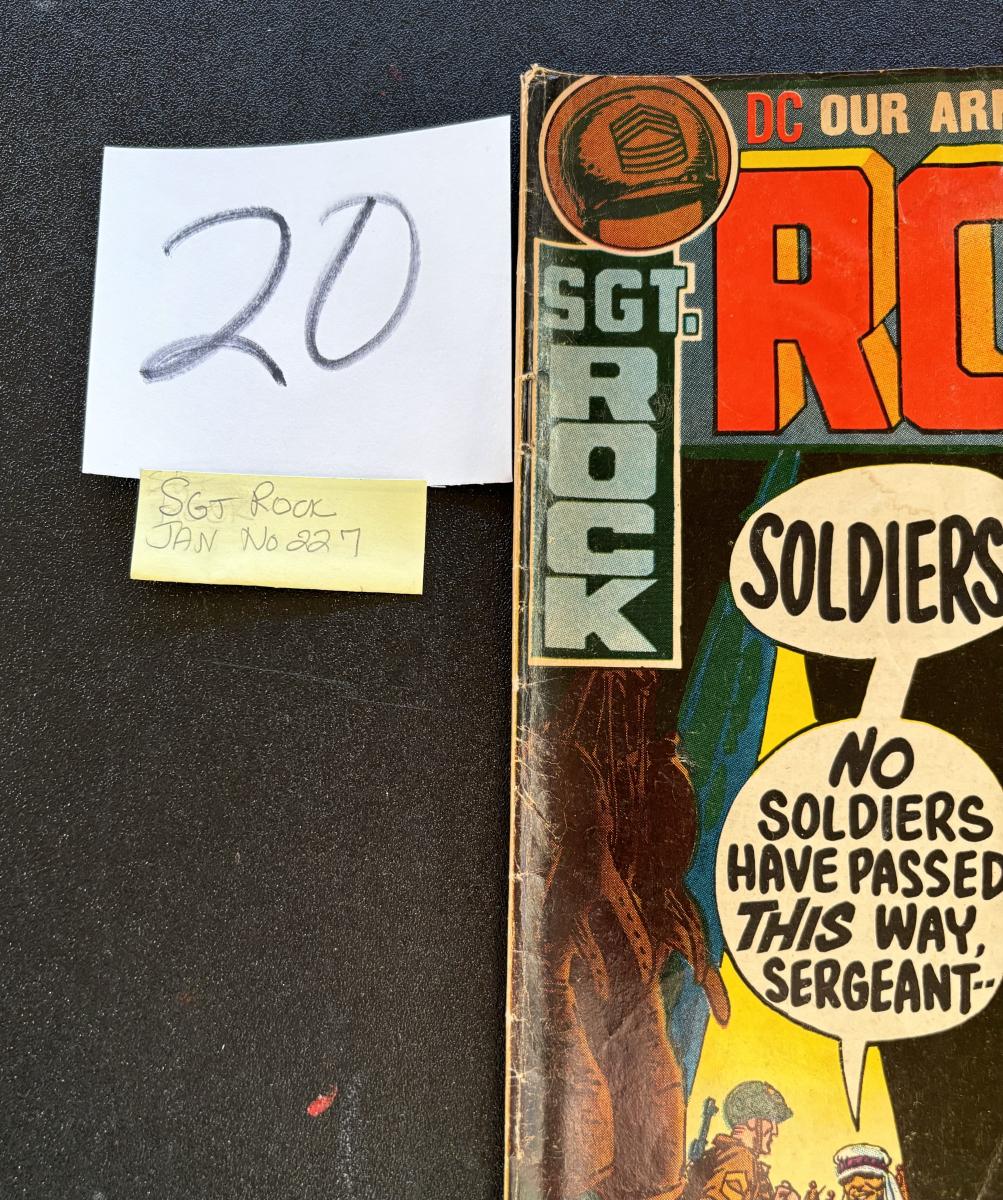 20
SGT ROCK
JAN No 227
DC OUR AR
RO
SGT.
ROCK
SOLDIERS
NO
SOLDIERS
HAVE PASSED
THIS WAY,
SERGEANT--